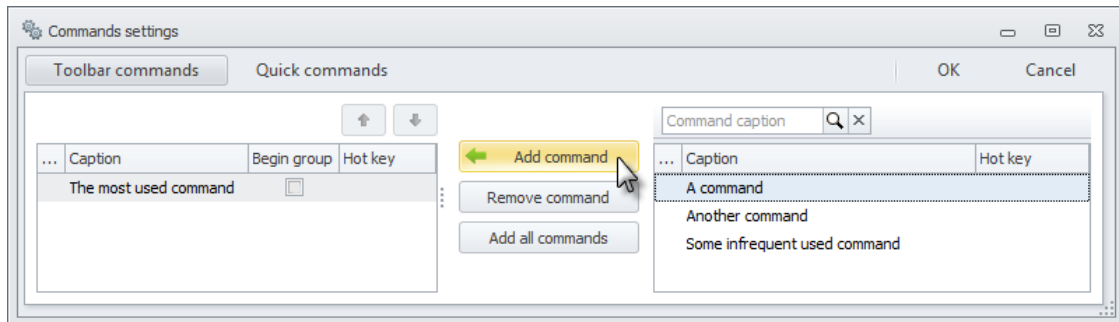 Commands settings
Toolbar commands Quick commands OK Cancel
Command caption
... Caption Begin group Hot key
The most used command
Add command
Remove command
Add all commands
... Caption Hot key
A command
Another command
Some infrequent used command